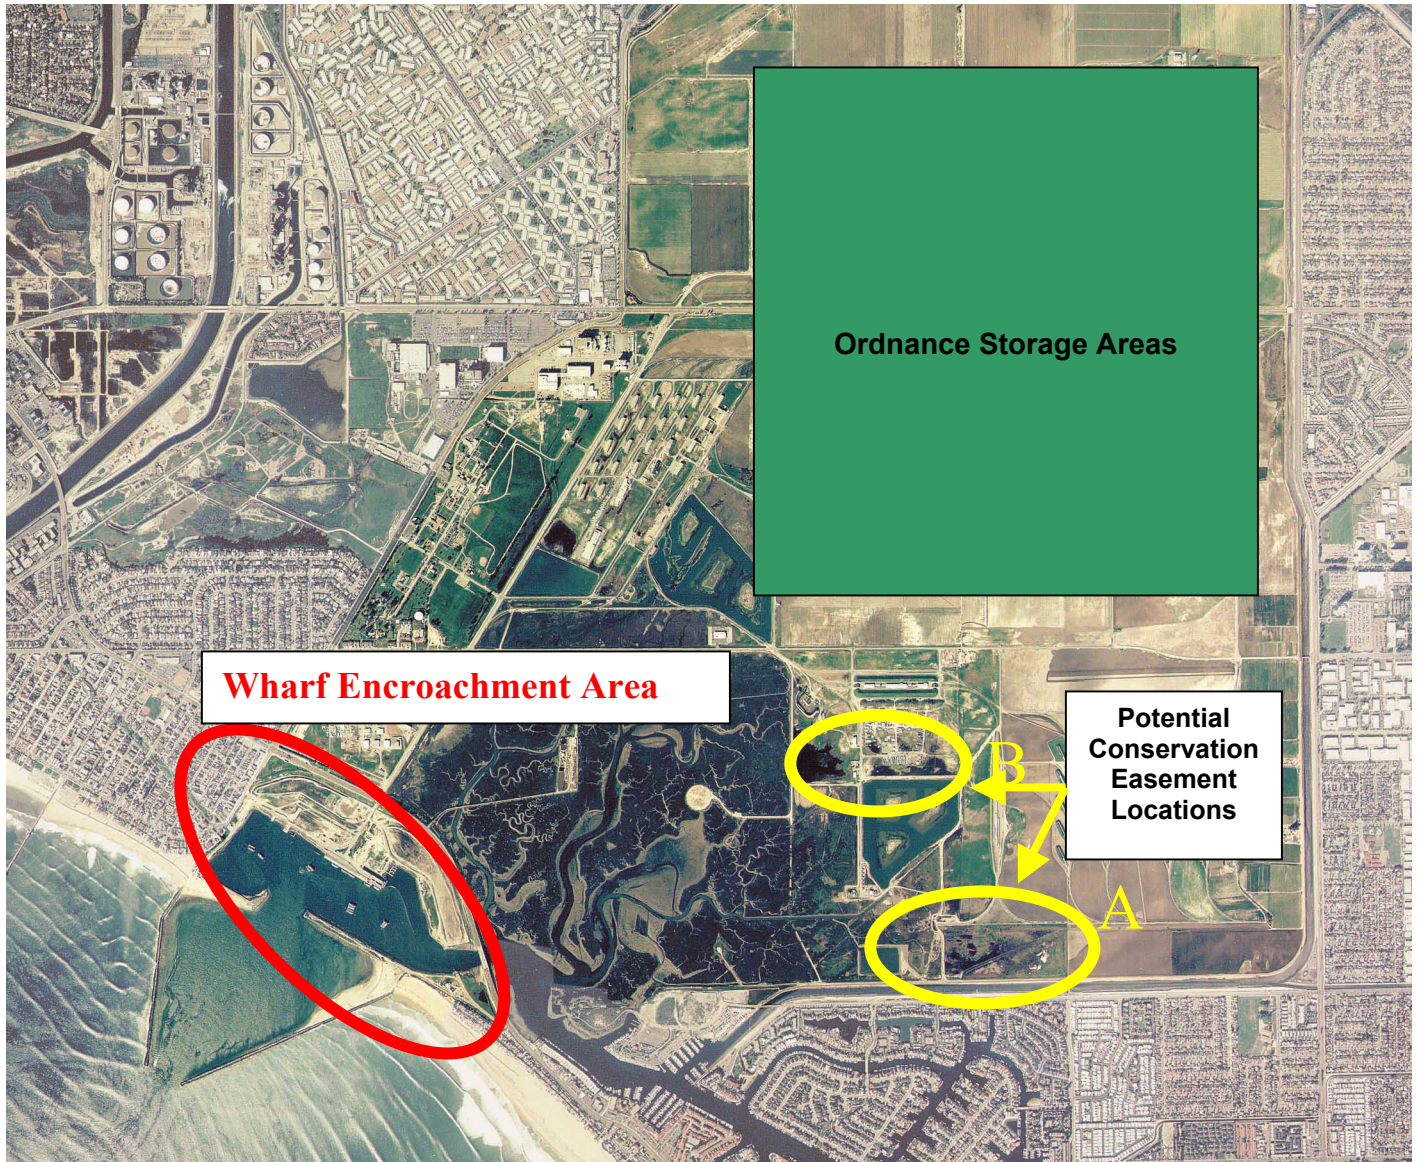 Ordnance Storage Areas
Wharf Encroachment Area
Potential
Conservation
Easement
Locations
B
A